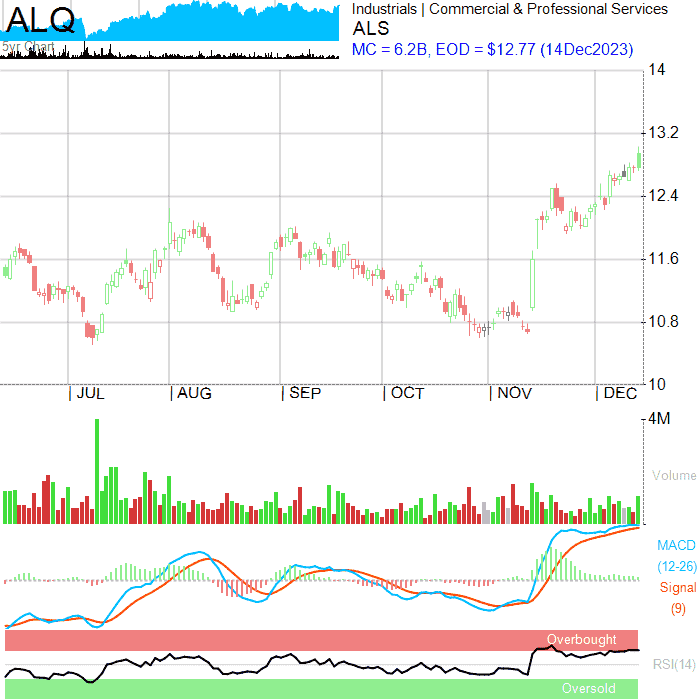 ALQ
5yr Chart
Industrials | Commercial & Professional Services
ALS
MC = 6.2B, EOD = $12.77 (14Dec2023)
14
13.2
12.4
11.6
10.8
10
| JUL | AUG | SEP | OCT | NOV | DEC
4M
Volume
MACD
(12-26)
Signal
(9)
Overbought
RSI(14)
Oversold